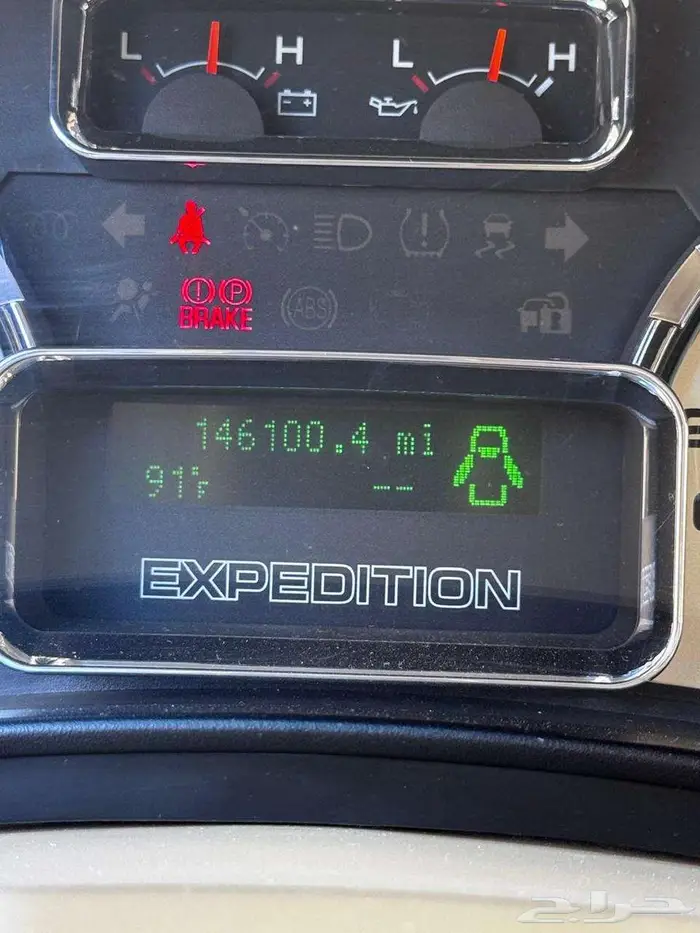 L H L H
(!) (P)
BRAKE (ABS)
146100.4 mi
91°F --
EXPEDITION
حراج